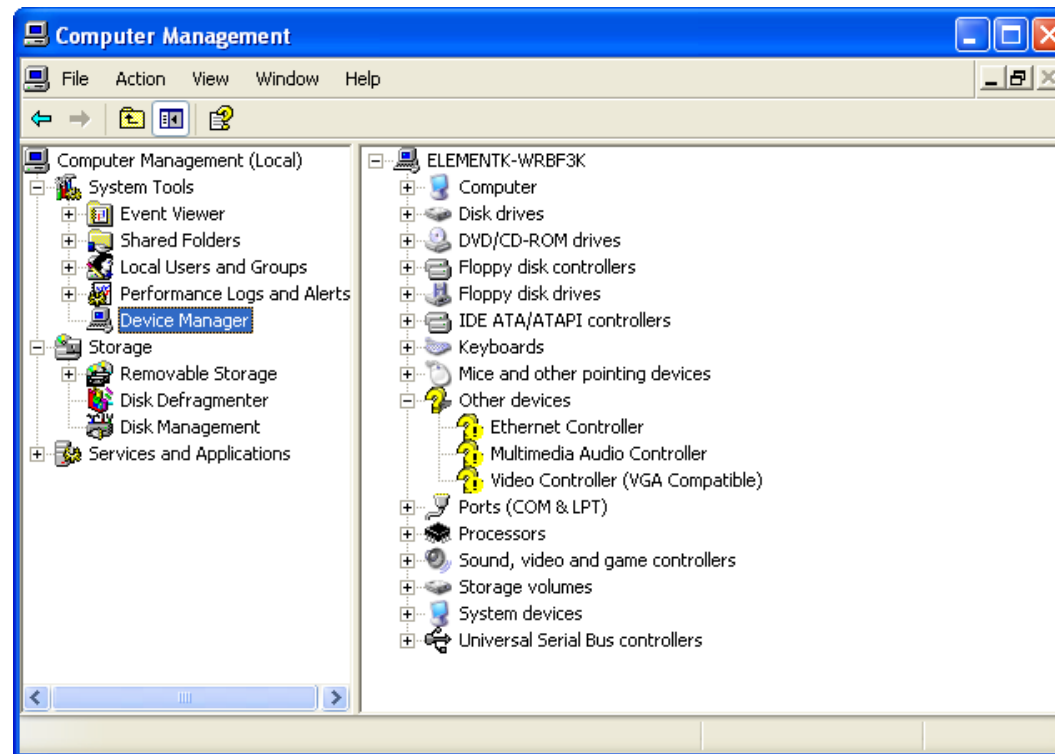 Computer Management
File Action View Window Help
Computer Management (Local)
System Tools
Event Viewer
Shared Folders
Local Users and Groups
Performance Logs and Alerts
Device Manager
Storage
Removable Storage
Disk Defragmenter
Disk Management
Services and Applications
ELEMENTK-WRBF3K
Computer
Disk drives
DVD/CD-ROM drives
Floppy disk controllers
Floppy disk drives
IDE ATA/ATAPI controllers
Keyboards
Mice and other pointing devices
Other devices
Ethernet Controller
Multimedia Audio Controller
Video Controller (VGA Compatible)
Ports (COM & LPT)
Processors
Sound, video and game controllers
Storage volumes
System devices
Universal Serial Bus controllers